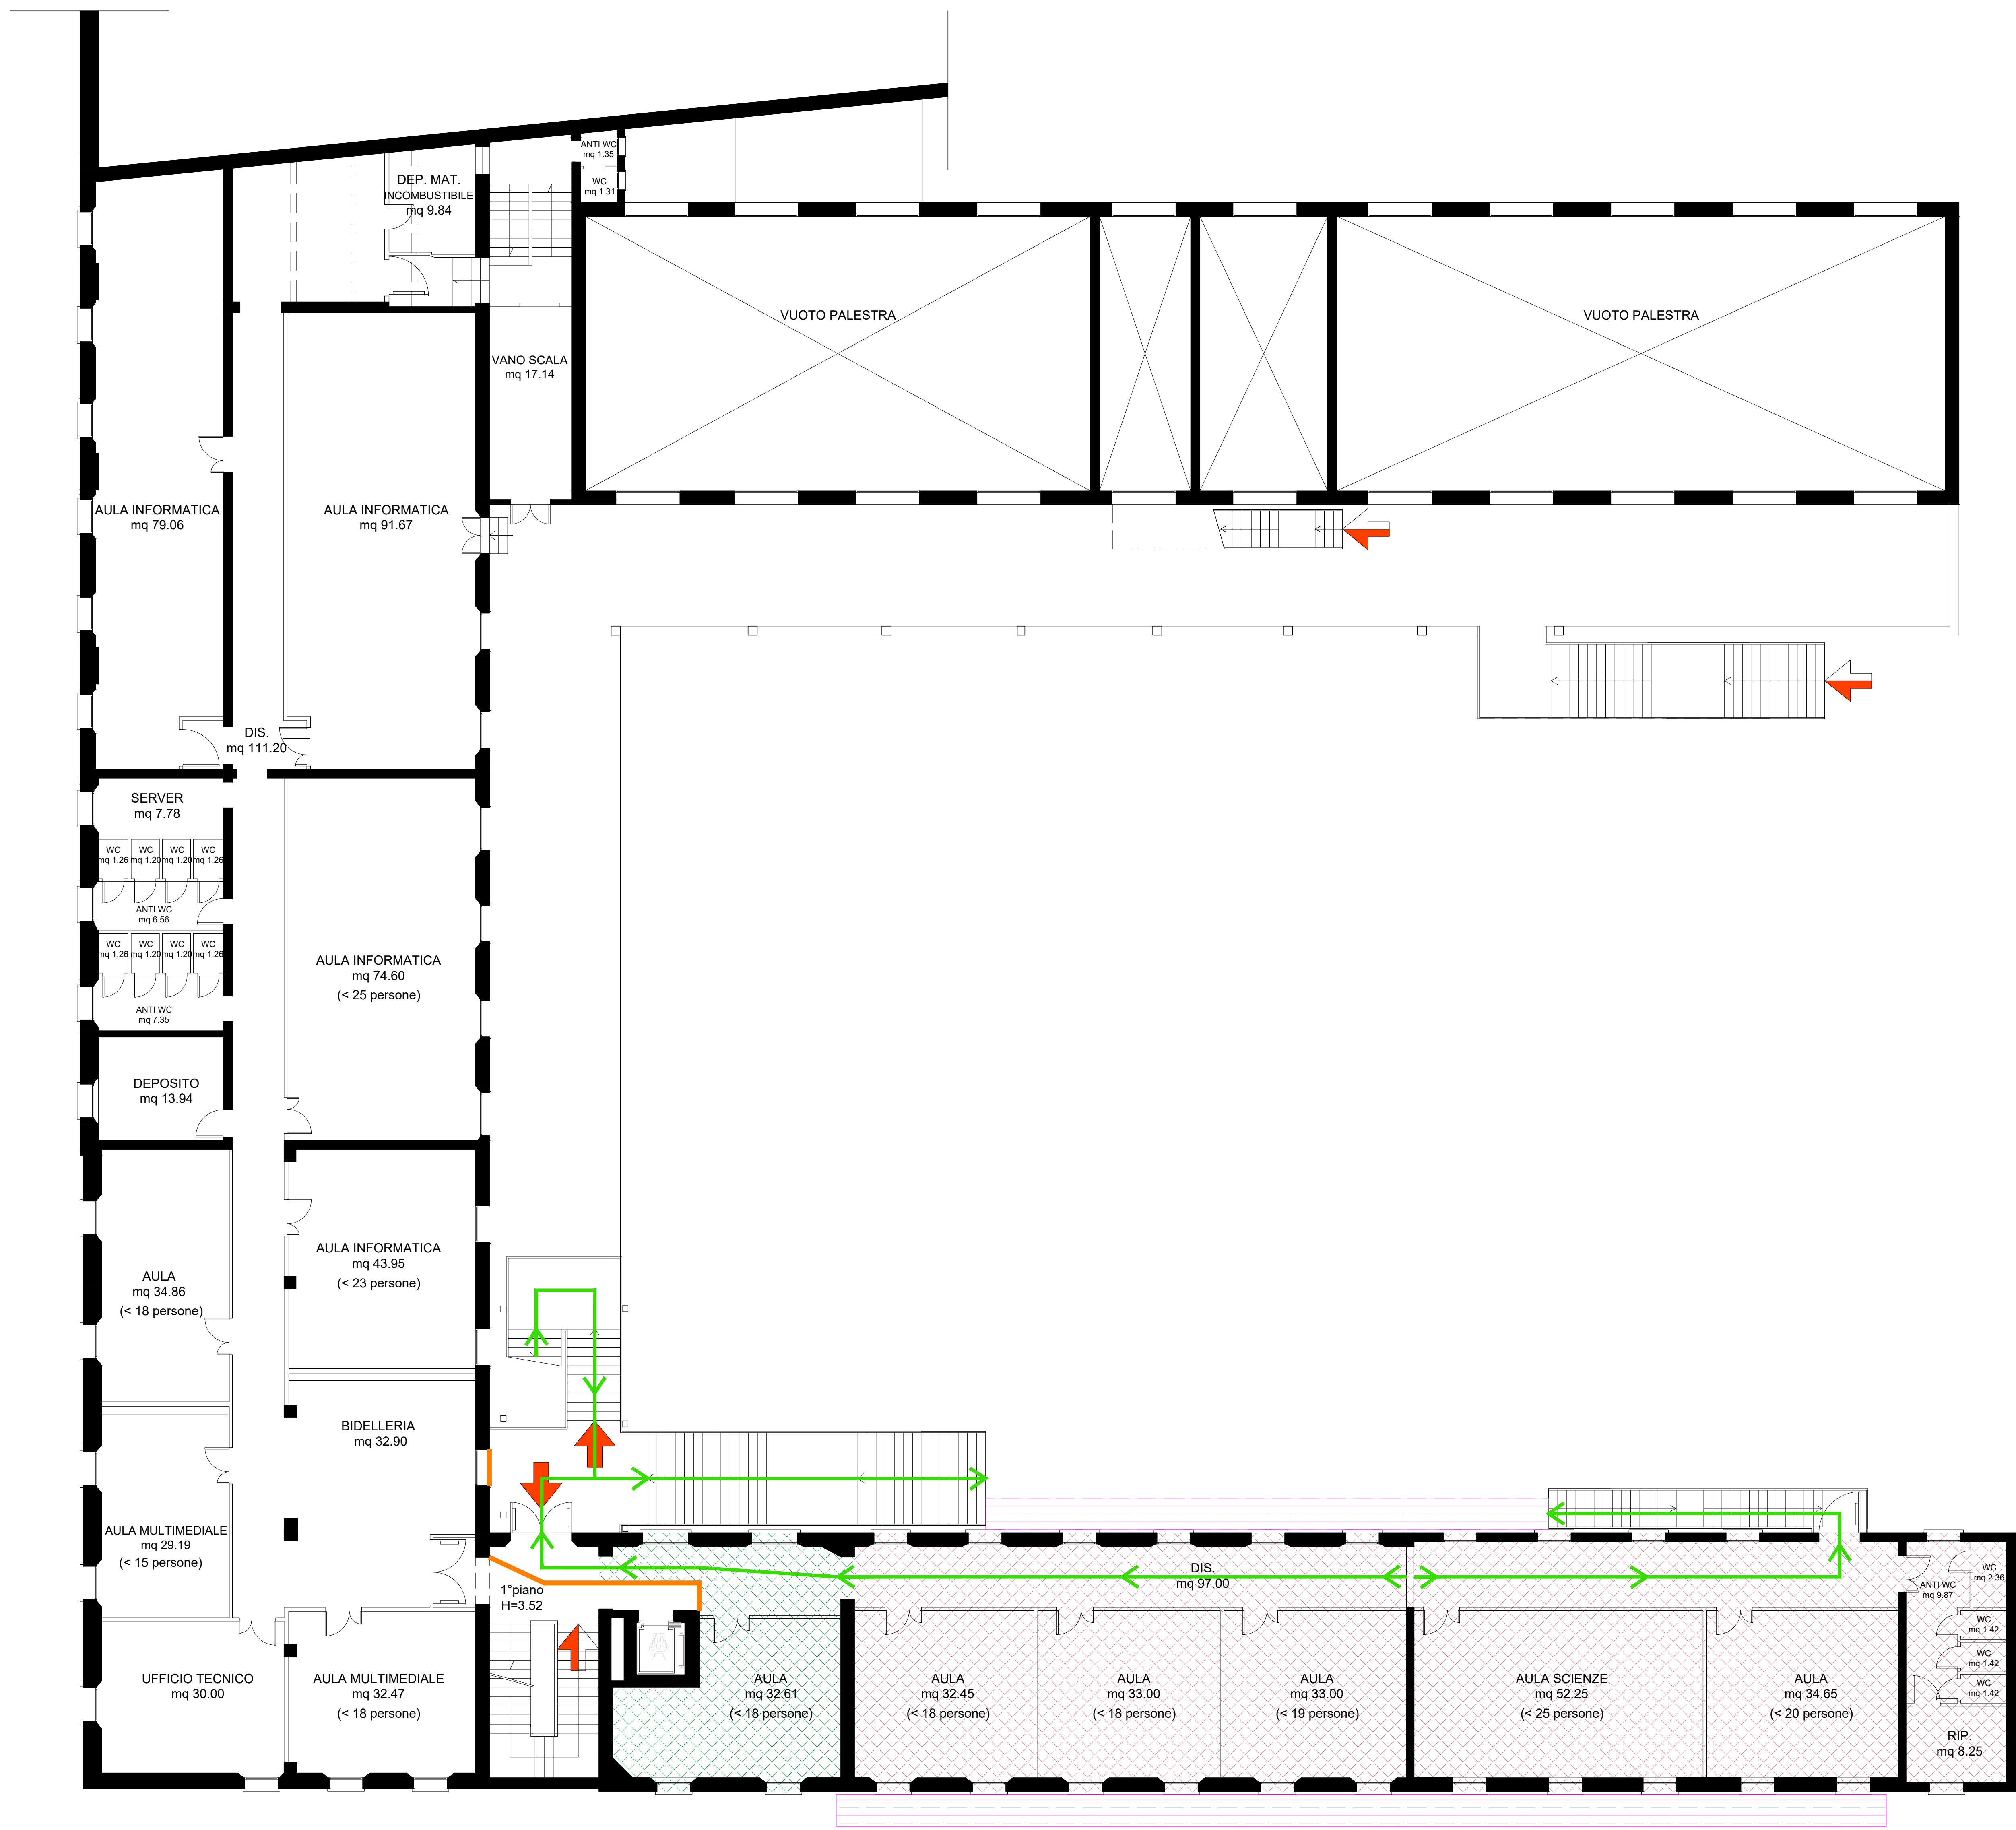 ANTI WC
mq 1.35
WC
mq 1.31
DEP. MAT.
INCOMBUSTIBILE
mq 9.84
VUOTO PALESTRA
VUOTO PALESTRA
VANO SCALA
mq 17.14
AULA INFORMATICA
mq 79.06
AULA INFORMATICA
mq 91.67
DIS.
mq 111.20
SERVER
mq 7.78
WC
mq 1.26
WC
mq 1.20
WC
mq 1.20
WC
mq 1.26
ANTI WC
mq 6.56
WC
mq 1.26
WC
mq 1.20
WC
mq 1.20
WC
mq 1.26
ANTI WC
mq 7.35
AULA INFORMATICA
mq 74.60
(< 25 persone)
DEPOSITO
mq 13.94
AULA INFORMATICA
mq 43.95
(< 23 persone)
AULA
mq 34.86
(< 18 persone)
BIDELLERIA
mq 32.90
AULA MULTIMEDIALE
mq 29.19
(< 15 persone)
1°piano
H=3.52
DIS.
mq 97.00
ANTI WC
mq 9.87
WC
mq 2.36
WC
mq 1.42
WC
mq 1.42
WC
mq 1.42
UFFICIO TECNICO
mq 30.00
AULA MULTIMEDIALE
mq 32.47
(< 18 persone)
AULA
mq 32.61
(< 18 persone)
AULA
mq 32.45
(< 18 persone)
AULA
mq 33.00
(< 18 persone)
AULA
mq 33.00
(< 19 persone)
AULA SCIENZE
mq 52.25
(< 25 persone)
AULA
mq 34.65
(< 20 persone)
RIP.
mq 8.25